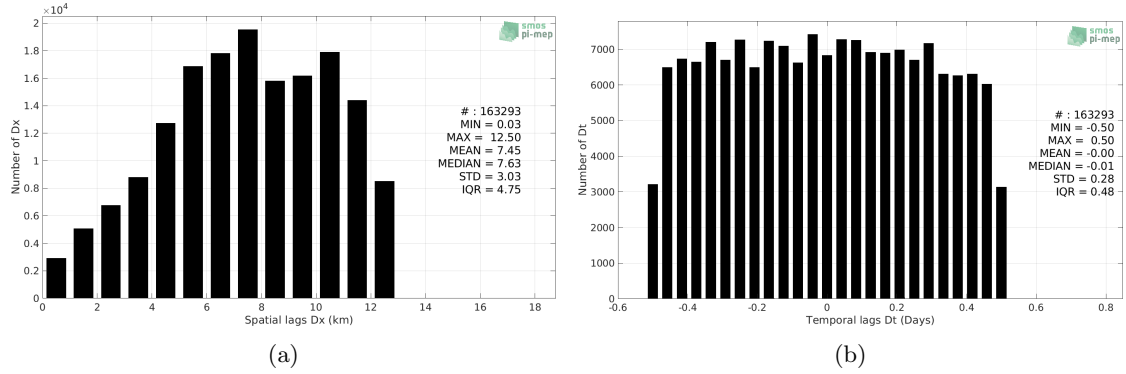 ×10^4
2
1.8
1.6
1.4
1.2
1
0.8
0.6
0.4
0.2
0
Number of Dx
0 2 4 6 8 10 12 14 16 18
Spatial lags Dx (km)
smos
pi-mep
# : 163293
MIN = 0.03
MAX = 12.50
MEAN = 7.45
MEDIAN = 7.63
STD = 3.03
IQR = 4.75
(a)
7000
6000
5000
4000
3000
2000
1000
0
Number of Dt
-0.6 -0.4 -0.2 0 0.2 0.4 0.6 0.8
Temporal lags Dt (Days)
smos
pi-mep
# : 163293
MIN = -0.50
MAX = 0.50
MEAN = -0.00
MEDIAN = -0.01
STD = 0.28
IQR = 0.48
(b)